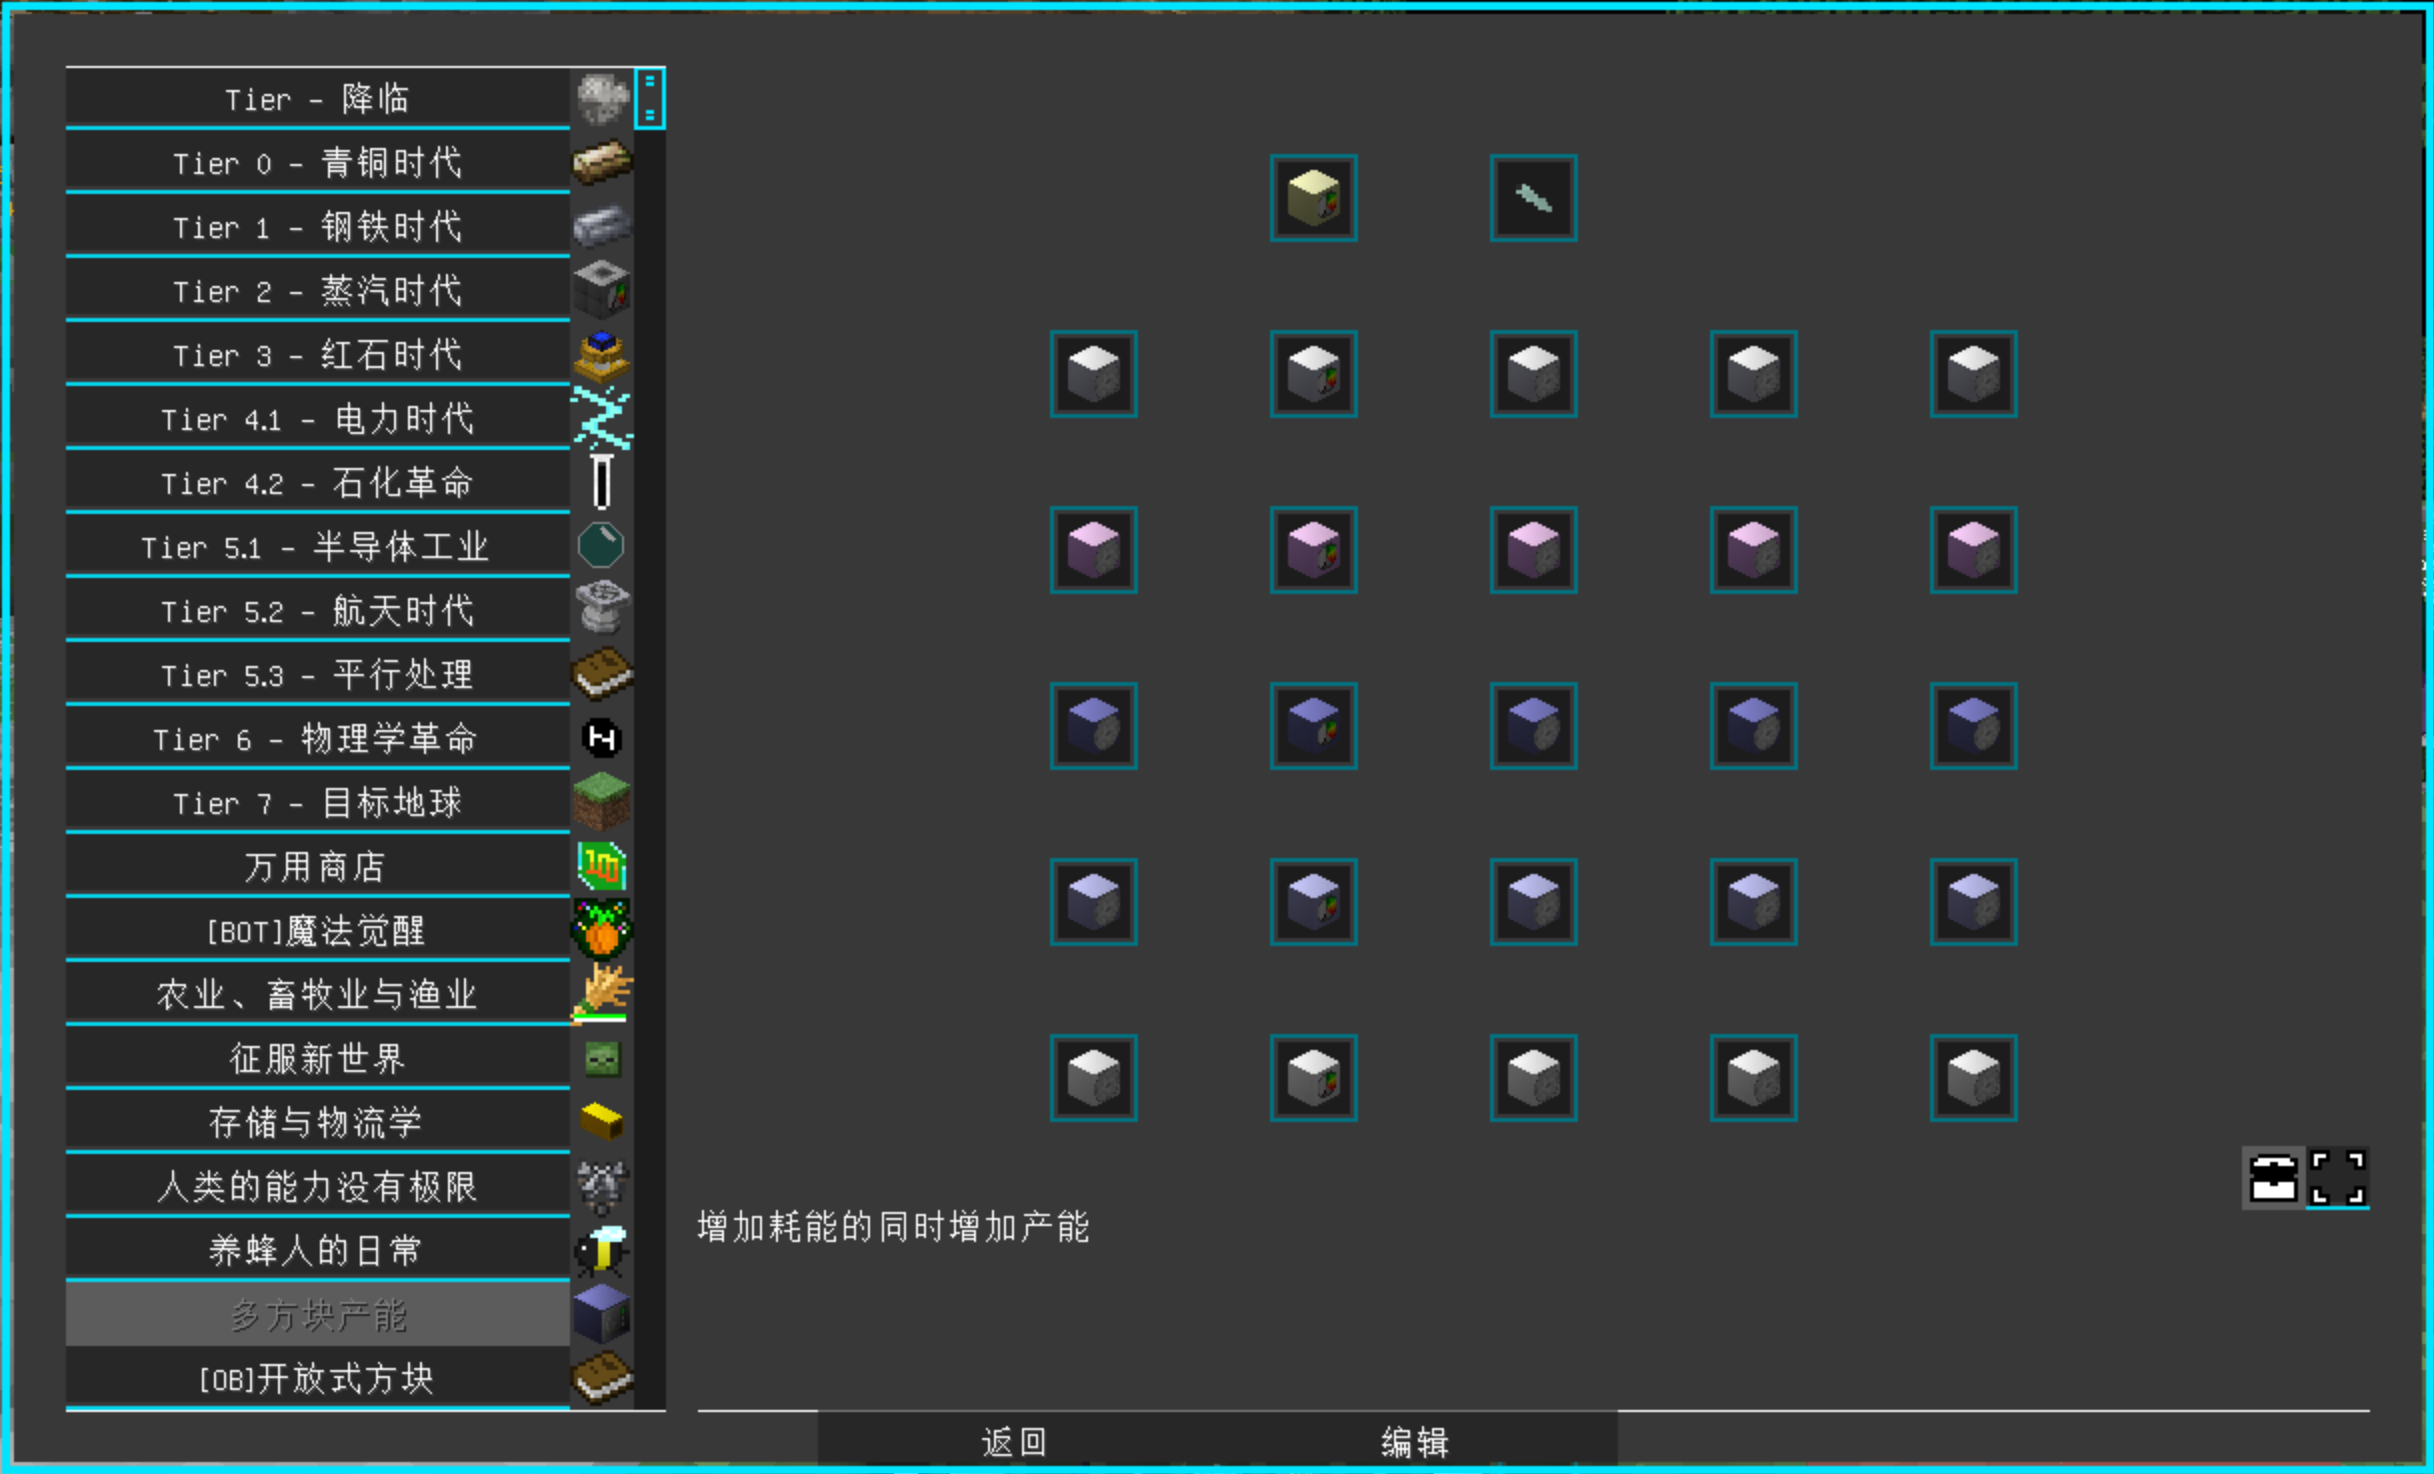 Tier - 降临
Tier 0 - 青铜时代
Tier 1 - 钢铁时代
Tier 2 - 蒸汽时代
Tier 3 - 红石时代
Tier 4.1 - 电力时代
Tier 4.2 - 石化革命
Tier 5.1 - 半导体工业
Tier 5.2 - 航天时代
Tier 5.3 - 平行处理
Tier 6 - 物理学革命
Tier 7 - 目标地球
万用商店
[BOT]魔法觉醒
农业、畜牧业与渔业
征服新世界
存储与物流学
人类的能力没有极限
养蜂人的日常
多方块产能
[OB]开放式方块
增加耗能的同时增加产能
返回
编辑